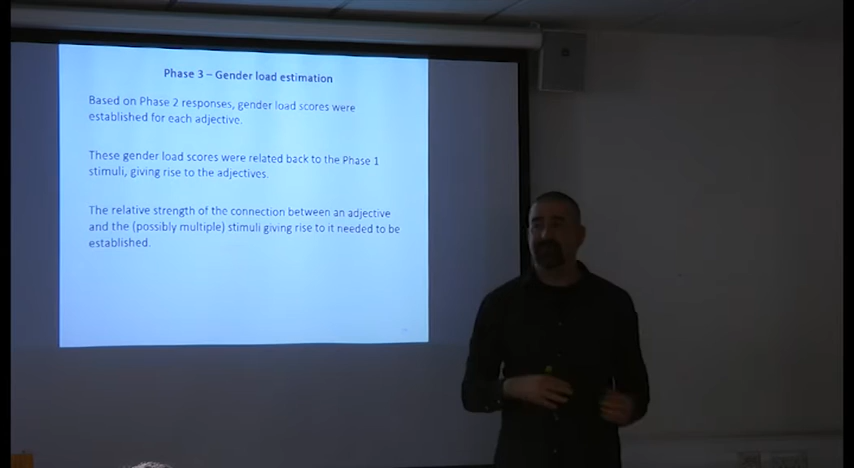 Phase 3 – Gender load estimation
Based on Phase 2 responses, gender load scores were
established for each adjective.
These gender load scores were related back to the Phase 1
stimuli, giving rise to the adjectives.
The relative strength of the connection between an adjective
and the (possibly multiple) stimuli giving rise to it needed to be
established.